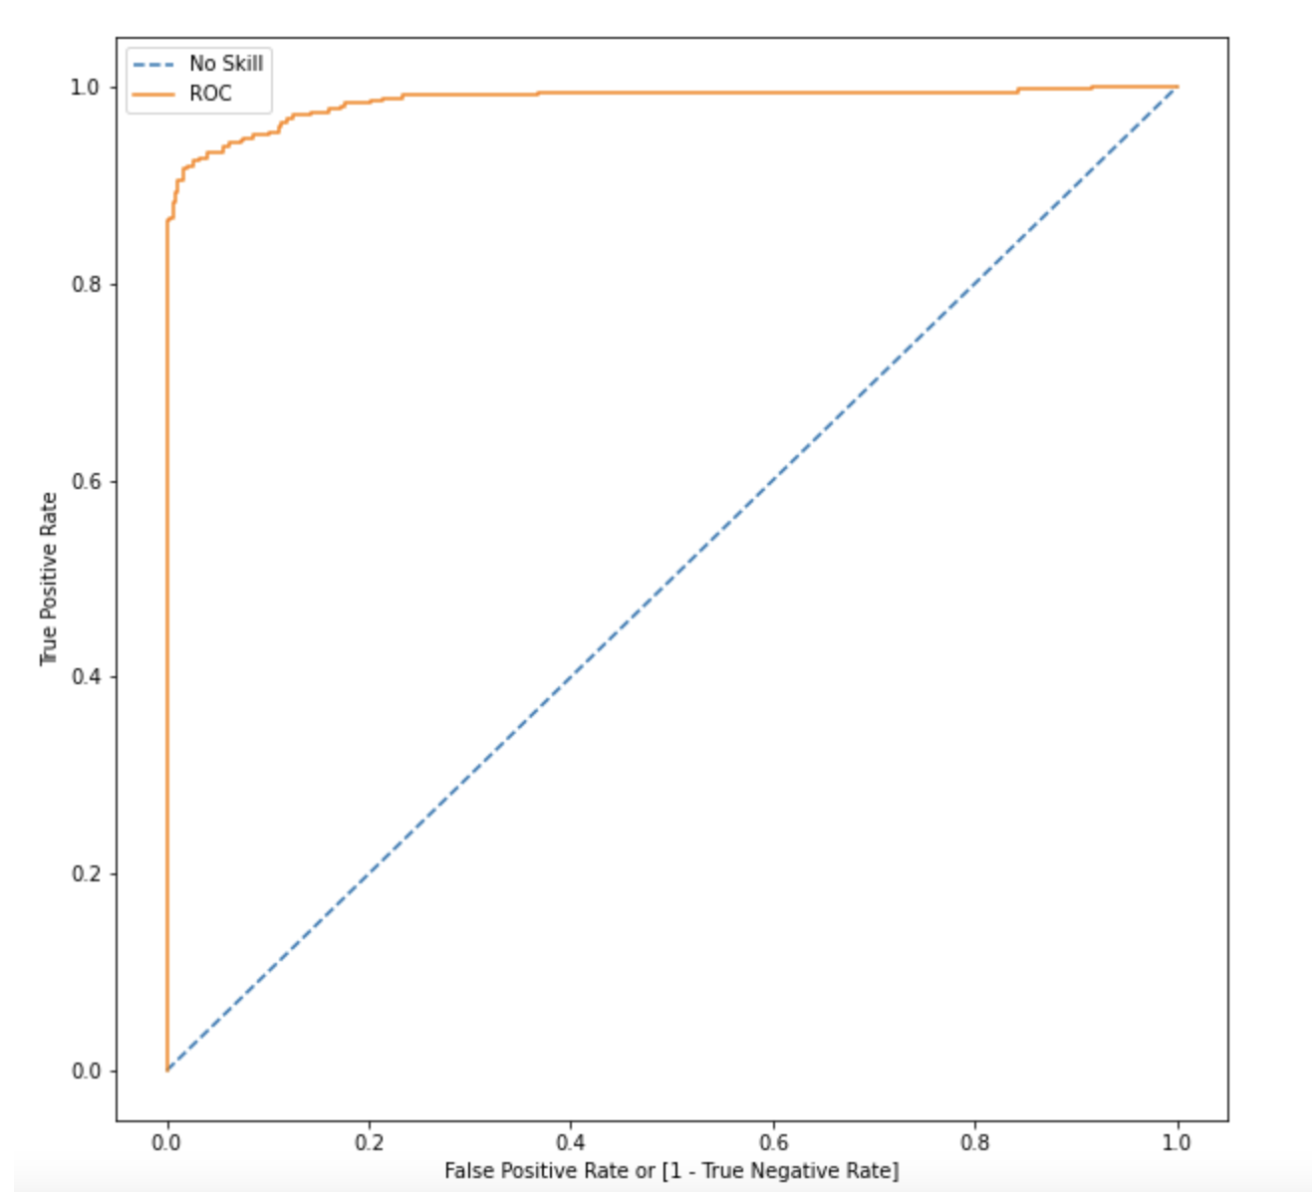 No Skill
ROC
1.0
0.8
0.6
0.4
0.2
0.0
True Positive Rate
0.0 0.2 0.4 0.6 0.8 1.0
False Positive Rate or [1 - True Negative Rate]